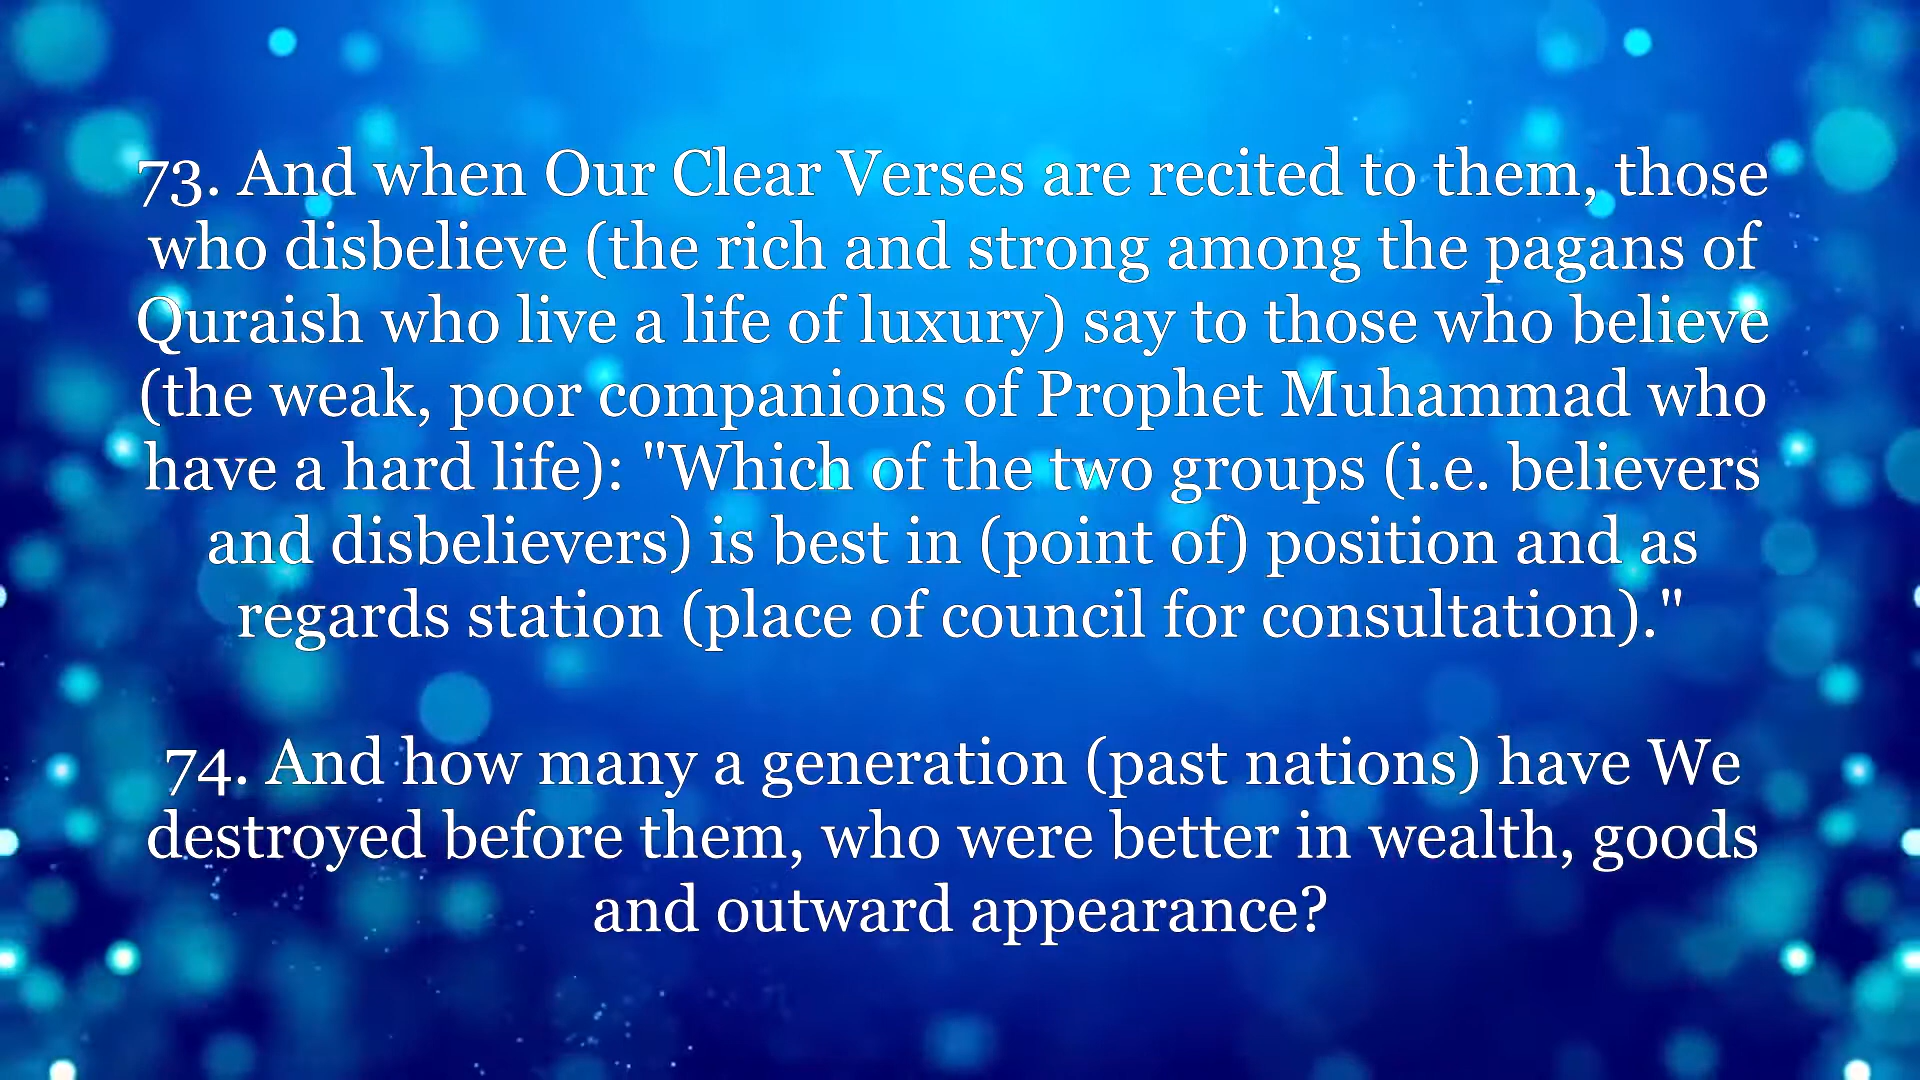 73. And when Our Clear Verses are recited to them, those
who disbelieve (the rich and strong among the pagans of
Quraish who live a life of luxury) say to those who believe
(the weak, poor companions of Prophet Muhammad who
have a hard life): "Which of the two groups (i.e. believers
and disbelievers) is best in (point of) position and as
regards station (place of council for consultation)."
74. And how many a generation (past nations) have We
destroyed before them, who were better in wealth, goods
and outward appearance?